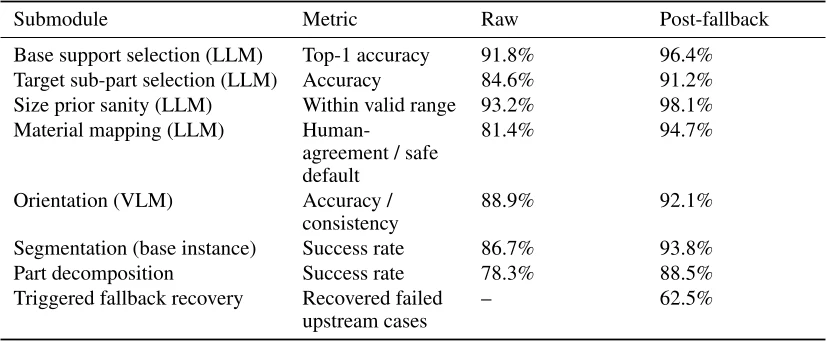 Submodule Metric Raw Post-fallback
Base support selection (LLM) Top-1 accuracy 91.8% 96.4%
Target sub-part selection (LLM) Accuracy 84.6% 91.2%
Size prior sanity (LLM) Within valid range 93.2% 98.1%
Material mapping (LLM) Human- 81.4% 94.7%
agreement / safe
default
Orientation (VLM) Accuracy / 88.9% 92.1%
consistency
Segmentation (base instance) Success rate 86.7% 93.8%
Part decomposition Success rate 78.3% 88.5%
Triggered fallback recovery Recovered failed – 62.5%
upstream cases